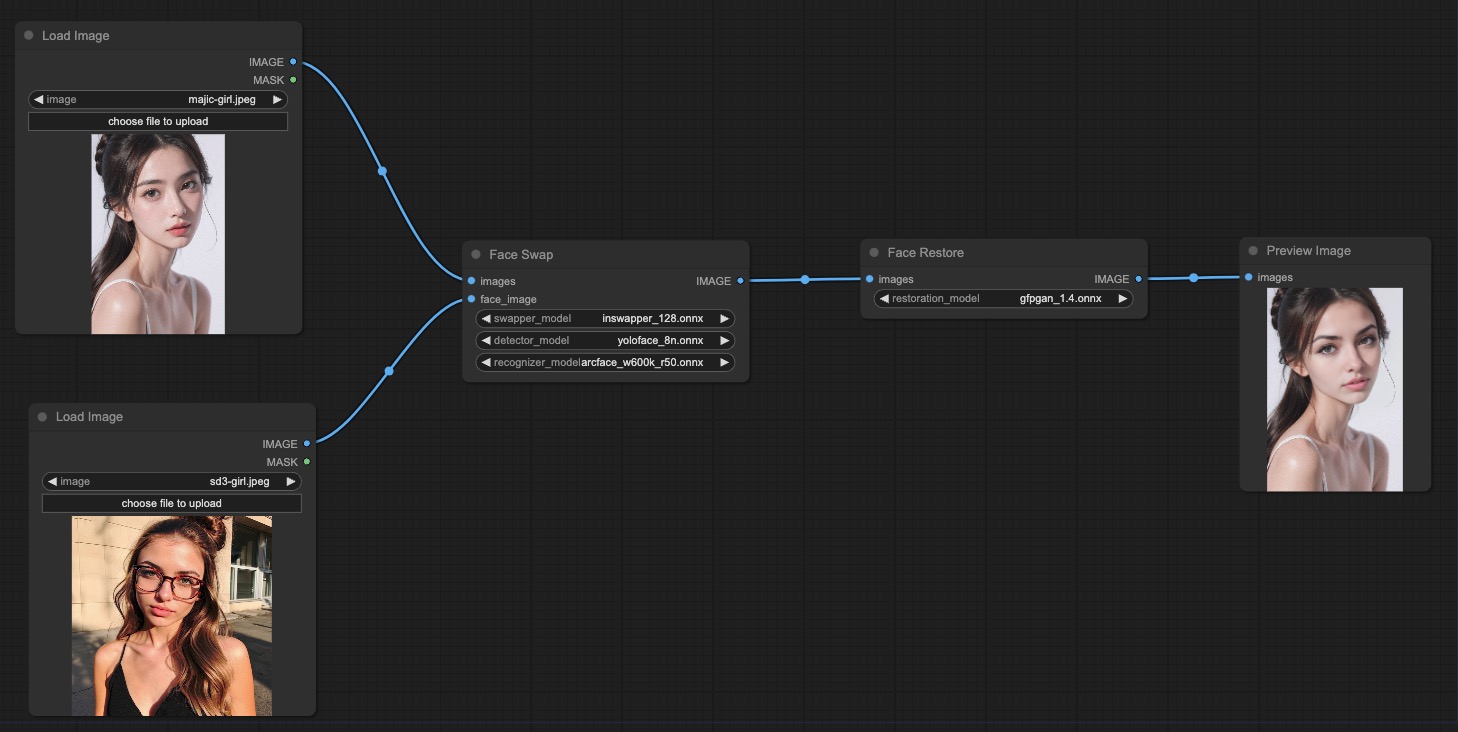 Load Image
IMAGE
MASK
image majic-girl.jpeg
choose file to upload
Load Image
IMAGE
MASK
image sd3-girl.jpeg
choose file to upload
Face Swap
images IMAGE
face_image
swapper_model inswapper_128.onnx
detector_model yoloface_8n.onnx
recognizer_model arcface_w600k_r50.onnx
Face Restore
images IMAGE
restoration_model gfpgan_1.4.onnx
Preview Image
images